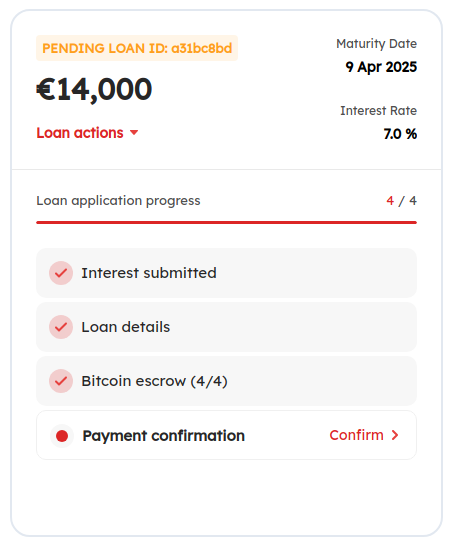 PENDING LOAN ID: a31bc8bd
€14,000
Loan actions
Maturity Date
9 Apr 2025
Interest Rate
7.0 %
Loan application progress
4 / 4
Interest submitted
Loan details
Bitcoin escrow (4/4)
Payment confirmation
Confirm